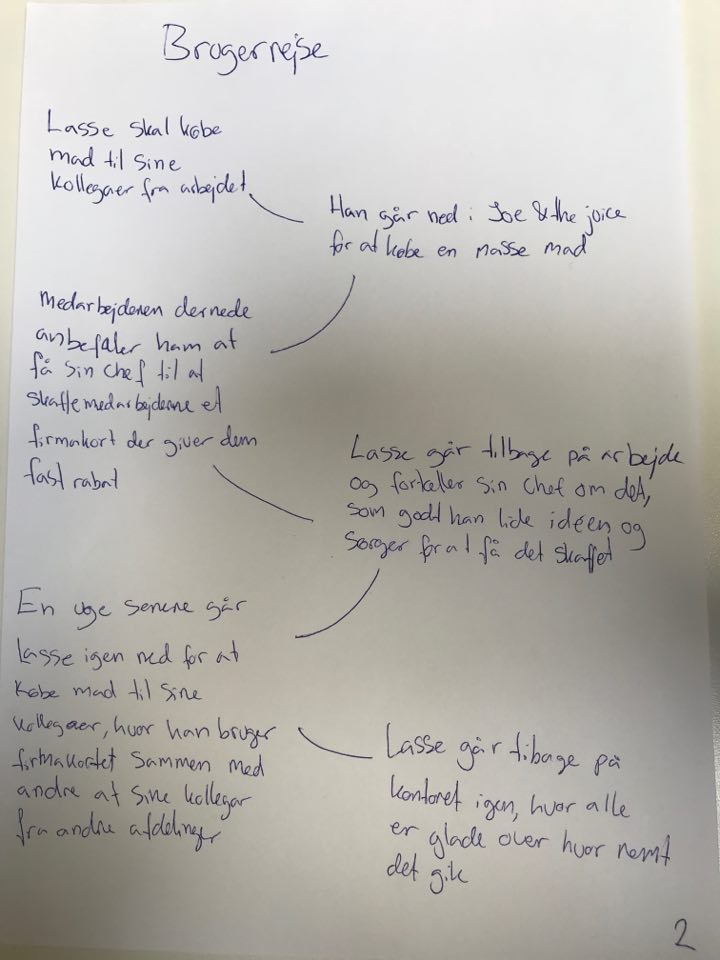 Brugerrejse
Lasse skal købe
mad til sine
kollegaer fra arbejdet
Han går ned i Joe & the joice
for at købe en masse mad
Medarbejderen dernede
anbefaler ham at
få sin chef til at
skaffe medarbejderne et
firmakort der giver dem
fast rabat
Lasse går tilbage på arbejde
og fortæller sin chef om det,
som godt han lide idéen og
sørger for at få det skaffet
En uge senere går
Lasse igen ned for at
købe mad til sine
kollegaer, hvor han bruger
firmakortet sammen med
andre af sine kollegar
fra andre afdelinger
Lasse går tibage på
kontoret igen, hvor alle
er glade over hvor nemt
det gik
2